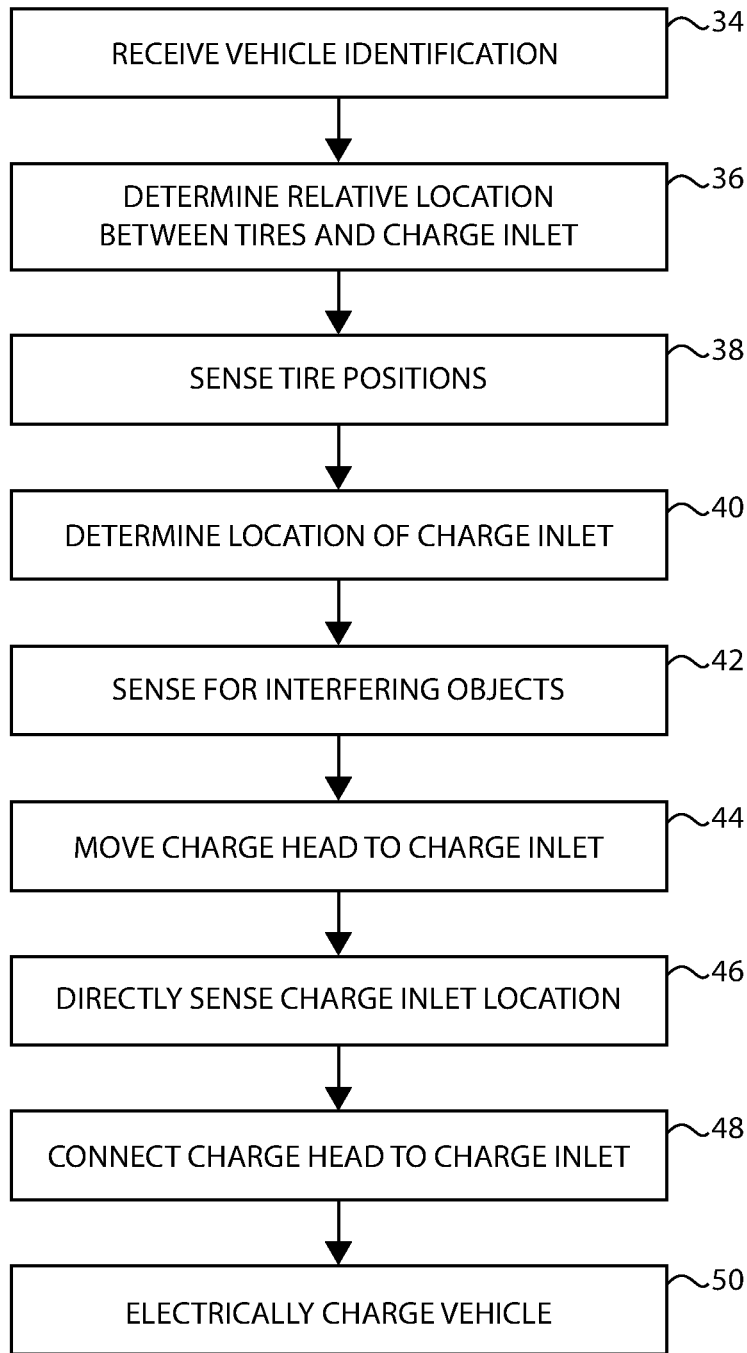 RECEIVE VEHICLE IDENTIFICATION
34
DETERMINE RELATIVE LOCATION
BETWEEN TIRES AND CHARGE INLET
36
SENSE TIRE POSITIONS
38
DETERMINE LOCATION OF CHARGE INLET
40
SENSE FOR INTERFERING OBJECTS
42
MOVE CHARGE HEAD TO CHARGE INLET
44
DIRECTLY SENSE CHARGE INLET LOCATION
46
CONNECT CHARGE HEAD TO CHARGE INLET
48
ELECTRICALLY CHARGE VEHICLE
50